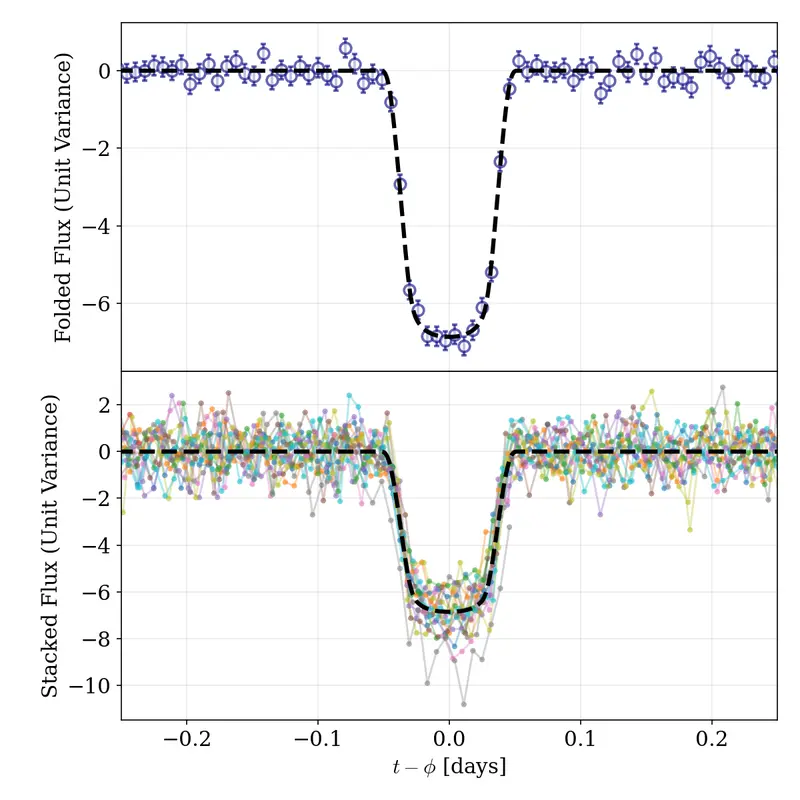 Folded Flux (Unit Variance)
0
−2
−4
−6
Stacked Flux (Unit Variance)
2
0
−2
−4
−6
−8
−10
−0.2 −0.1 0.0 0.1 0.2
t − ϕ [days]